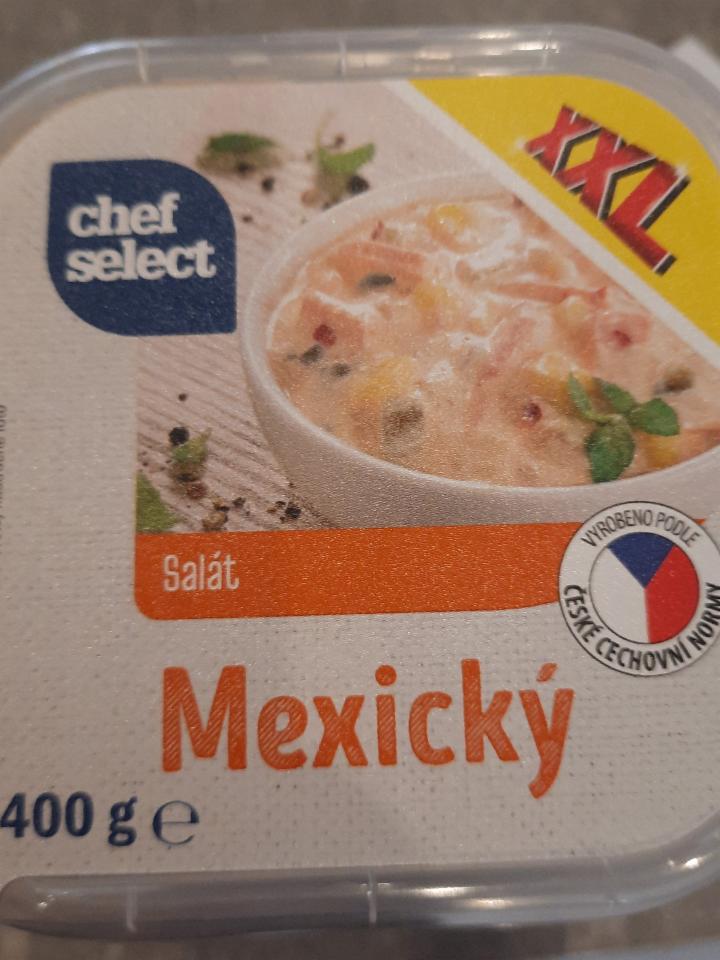 XXL
chef
select
VYROBENO PODLE
ČESKÉ CECHOVNÍ NORMY
Salát
Mexický
400 g ℮